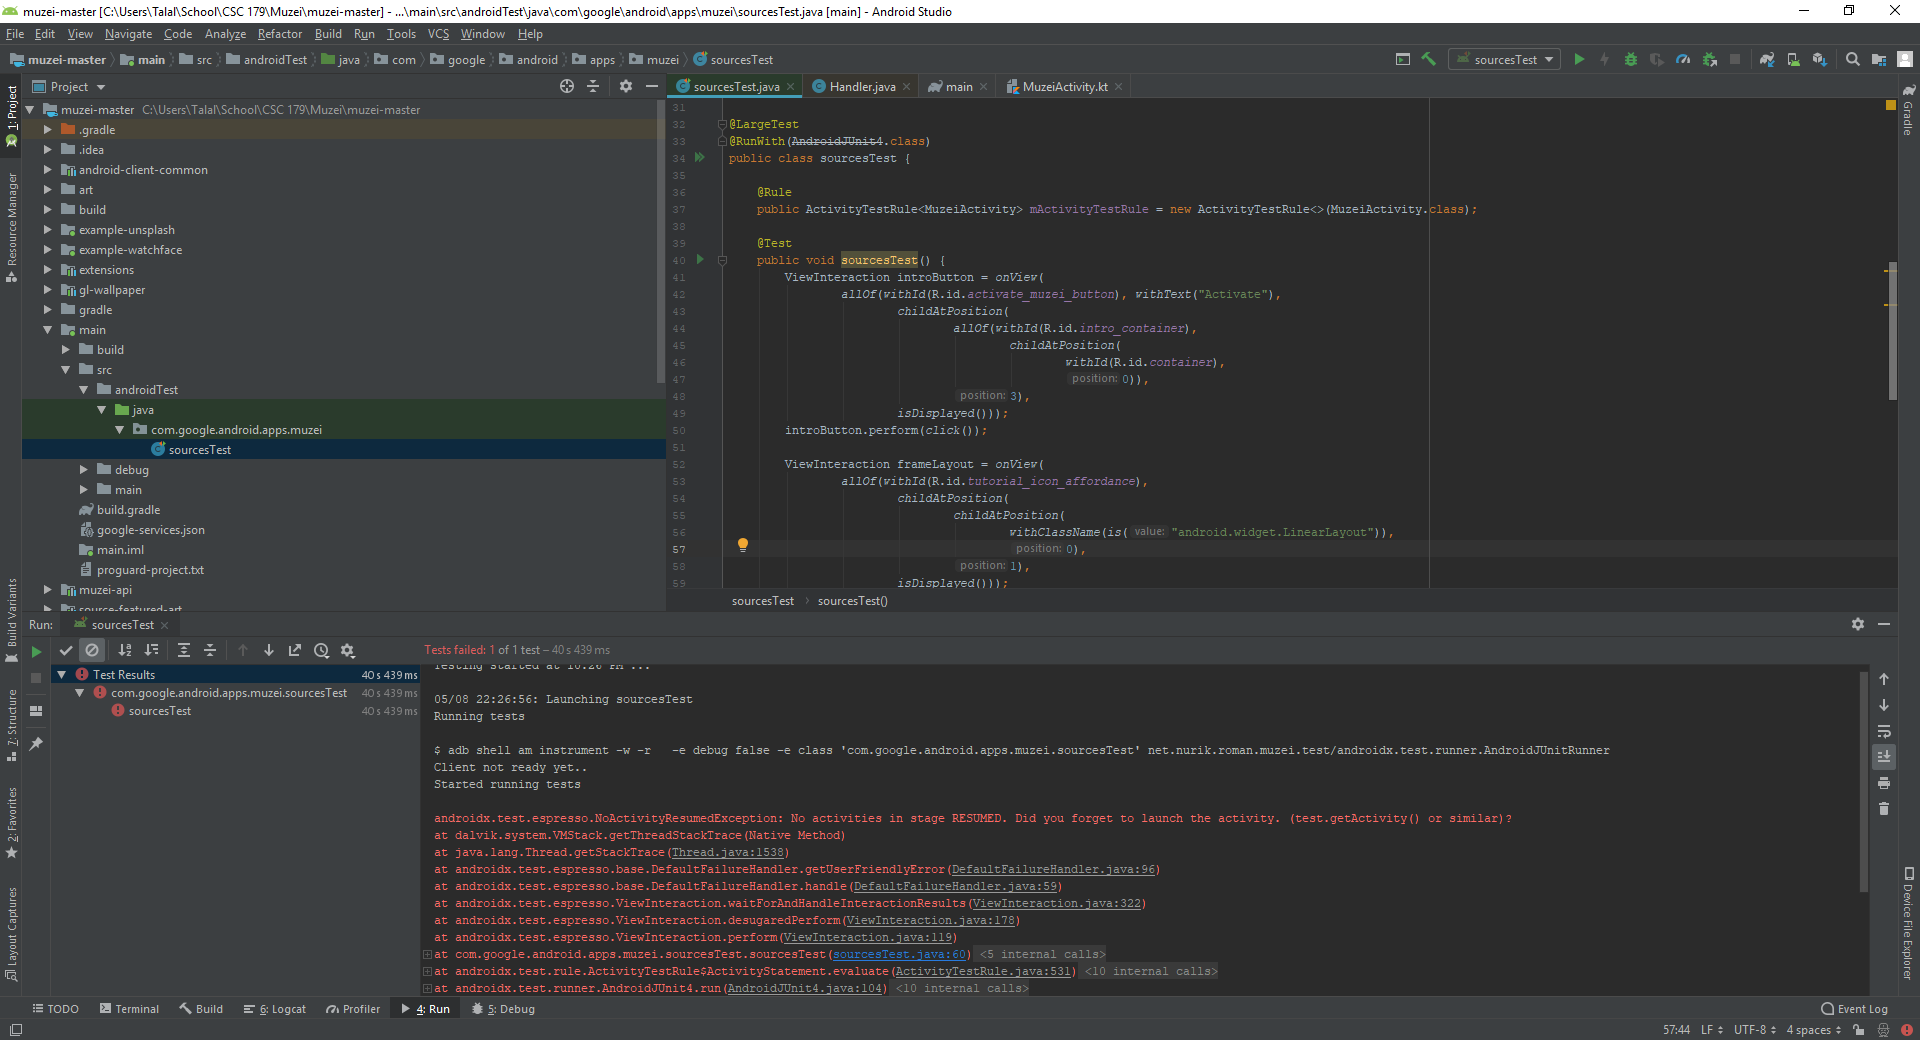 muzei-master [C:\Users\Talal\School\CSC 179\Muzei\muzei-master] - ...\main\src\androidTest\java\com\google\android\apps\muzei\sourcesTest.java [main] - Android Studio
File Edit View Navigate Code Analyze Refactor Build Run Tools VCS Window Help
muzei-master main src androidTest java com google android apps muzei sourcesTest
sourcesTest
Project
sourcesTest.java Handler.java main MuzeiActivity.kt
1: Project
Resource Manager
Build Variants
7: Structure
2: Favorites
Layout Captures
Gradle
Device File Explorer
muzei-master C:\Users\Talal\School\CSC 179\Muzei\muzei-master
.gradle
.idea
android-client-common
art
build
example-unsplash
example-watchface
extensions
gl-wallpaper
gradle
main
build
src
androidTest
java
com.google.android.apps.muzei
sourcesTest
debug
main
build.gradle
google-services.json
main.iml
proguard-project.txt
muzei-api
source-featured-art
31
32 @LargeTest
33 @RunWith(AndroidJUnit4.class)
34 public class sourcesTest {
35
36 @Rule
37 public ActivityTestRule<MuzeiActivity> mActivityTestRule = new ActivityTestRule<>(MuzeiActivity.class);
38
39 @Test
40 public void sourcesTest() {
41 ViewInteraction introButton = onView(
42 allOf(withId(R.id.activate_muzei_button), withText("Activate"),
43 childAtPosition(
44 allOf(withId(R.id.intro_container),
45 childAtPosition(
46 withId(R.id.container),
47 position: 0)),
48 position: 3),
49 isDisplayed()));
50 introButton.perform(click());
51
52 ViewInteraction frameLayout = onView(
53 allOf(withId(R.id.tutorial_icon_affordance),
54 childAtPosition(
55 childAtPosition(
56 withClassName(is( value: "android.widget.LinearLayout")),
57 position: 0),
58 position: 1),
59 isDisplayed()));
sourcesTest sourcesTest()
Run: sourcesTest
Tests failed: 1 of 1 test – 40 s 439 ms
Test Results 40 s 439 ms
com.google.android.apps.muzei.sourcesTest 40 s 439 ms
sourcesTest 40 s 439 ms
Testing started at 10:26 PM ...
05/08 22:26:56: Launching sourcesTest
Running tests
$ adb shell am instrument -w -r   -e debug false -e class 'com.google.android.apps.muzei.sourcesTest' net.nurik.roman.muzei.test/androidx.test.runner.AndroidJUnitRunner
Client not ready yet..
Started running tests
androidx.test.espresso.NoActivityResumedException: No activities in stage RESUMED. Did you forget to launch the activity. (test.getActivity() or similar)?
at dalvik.system.VMStack.getThreadStackTrace(Native Method)
at java.lang.Thread.getStackTrace(Thread.java:1538)
at androidx.test.espresso.base.DefaultFailureHandler.getUserFriendlyError(DefaultFailureHandler.java:96)
at androidx.test.espresso.base.DefaultFailureHandler.handle(DefaultFailureHandler.java:59)
at androidx.test.espresso.ViewInteraction.waitForAndHandleInteractionResults(ViewInteraction.java:322)
at androidx.test.espresso.ViewInteraction.desugaredPerform(ViewInteraction.java:178)
at androidx.test.espresso.ViewInteraction.perform(ViewInteraction.java:119)
at com.google.android.apps.muzei.sourcesTest.sourcesTest(sourcesTest.java:60) <5 internal calls>
at androidx.test.rule.ActivityTestRule$ActivityStatement.evaluate(ActivityTestRule.java:531) <10 internal calls>
at androidx.test.runner.AndroidJUnit4.run(AndroidJUnit4.java:104) <10 internal calls>
TODO Terminal Build 6: Logcat Profiler 4: Run 5: Debug Event Log
57:44 LF UTF-8 4 spaces